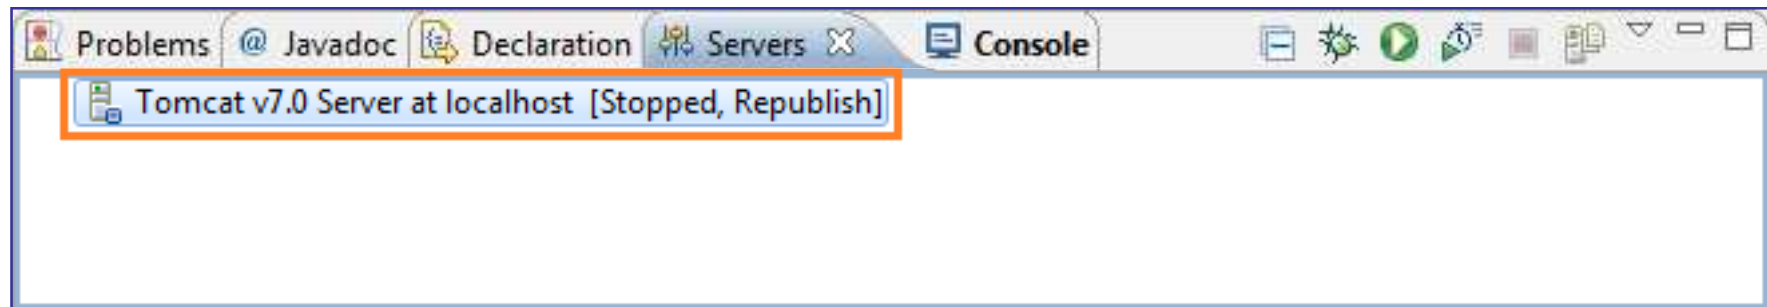 Problems @ Javadoc Declaration Servers Console
Tomcat v7.0 Server at localhost [Stopped, Republish]